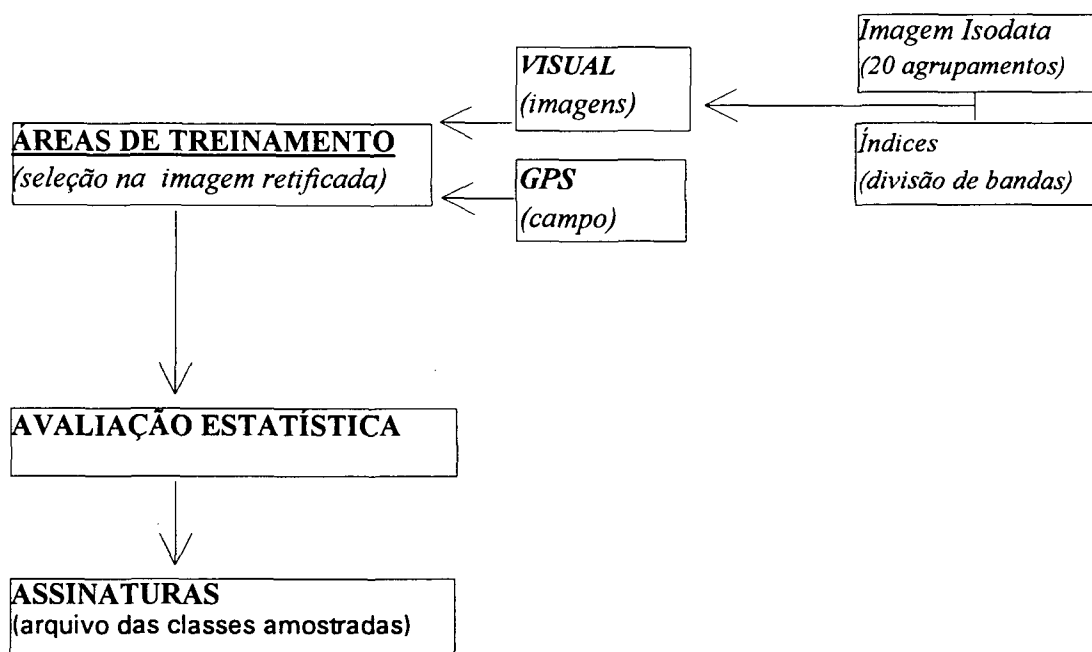 Imagem Isodata
(20 agrupamentos)
VISUAL
(imagens)
ÁREAS DE TREINAMENTO
(seleção na imagem retificada)
Índices
(divisão de bandas)
GPS
(campo)
AVALIAÇÃO ESTATÍSTICA
ASSINATURAS
(arquivo das classes amostradas)